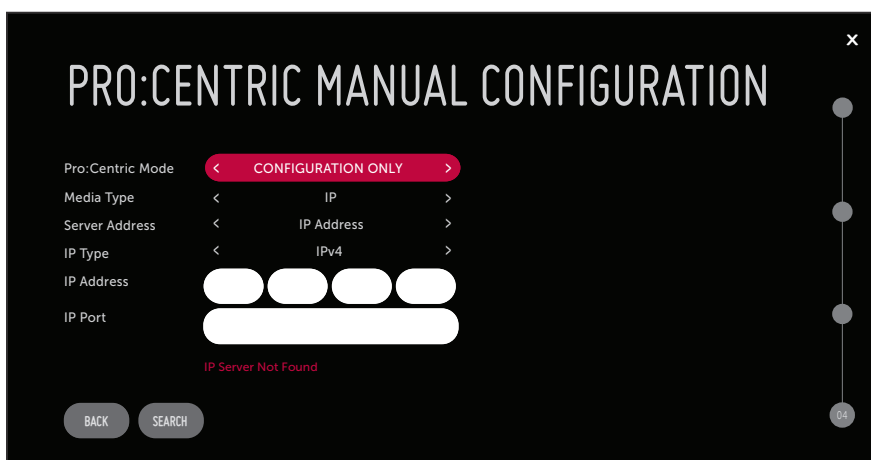 X
PRO:CENTRIC MANUAL CONFIGURATION
Pro:Centric Mode < CONFIGURATION ONLY >
Media Type < IP >
Server Address < IP Address >
IP Type < IPv4 >
IP Address
IP Port
IP Server Not Found
BACK SEARCH 04